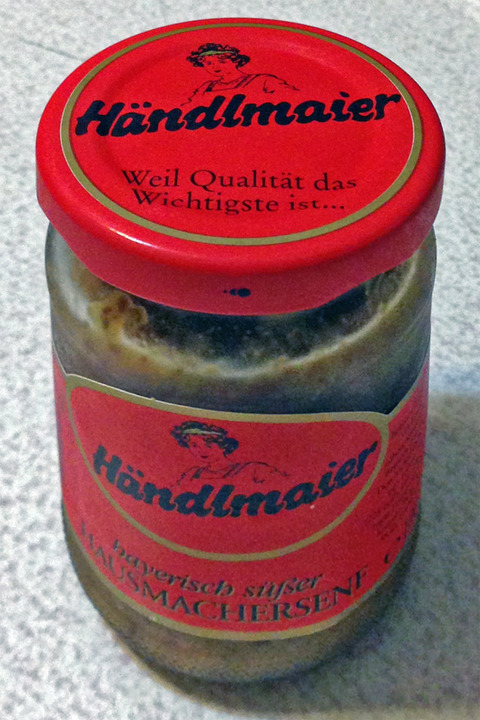 Händlmaier
Weil Qualität das
Wichtigste ist...
Händlmaier
bayerisch süßer
HAUSMACHERSENF